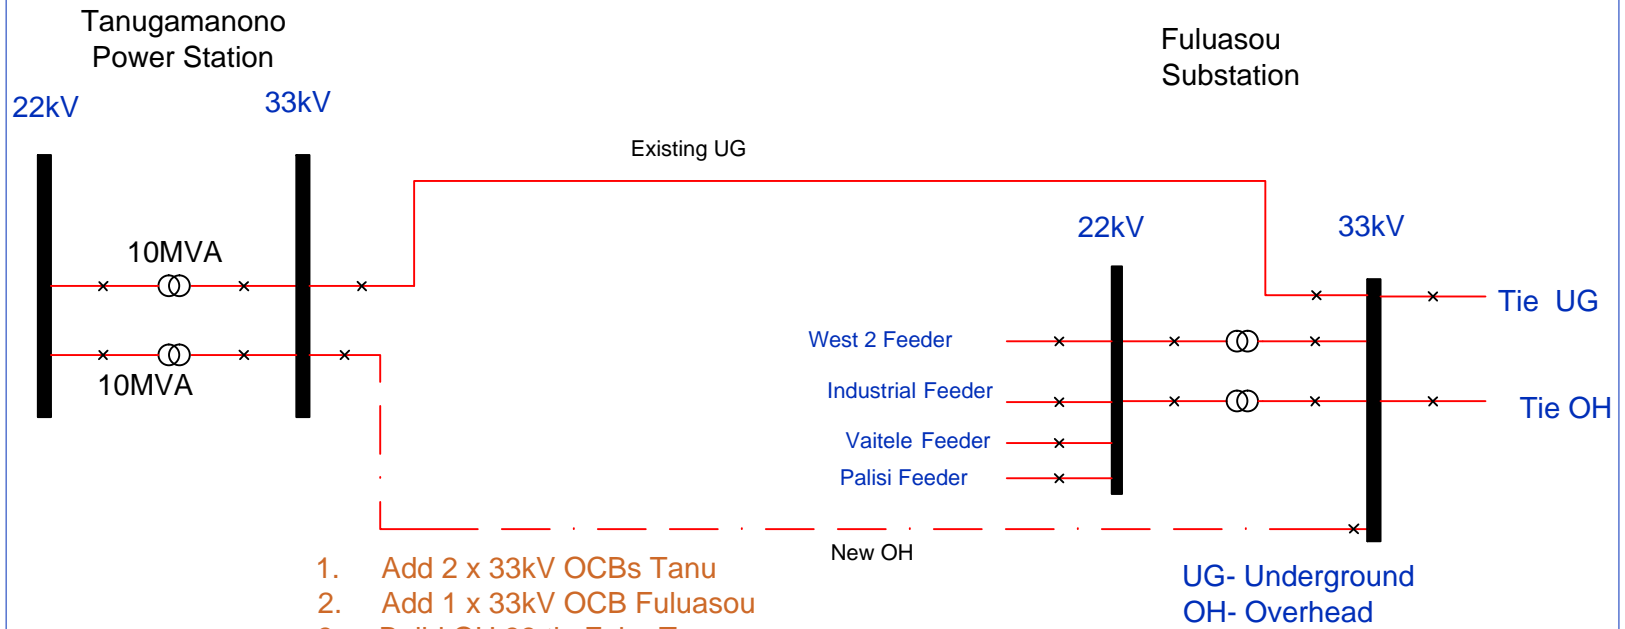 Tanugamanono
Power Station
Fuluasou
Substation
22kV
33kV
Existing UG
22kV
33kV
10MVA
10MVA
Tie UG
West 2 Feeder
Industrial Feeder
Tie OH
Vaitele Feeder
Palisi Feeder
New OH
1. Add 2 x 33kV OCBs Tanu
2. Add 1 x 33kV OCB Fuluasou
UG- Underground
OH- Overhead